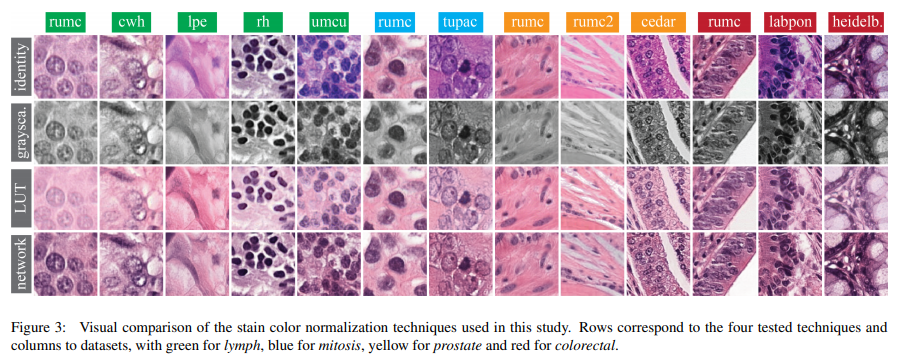 rumc cwh lpe rh umcu rumc tupac rumc rumc2 cedar rumc labpon heidelb.
identity
graysca.
LUT
network
Figure 3: Visual comparison of the stain color normalization techniques used in this study. Rows correspond to the four tested techniques and
columns to datasets, with green for lymph, blue for mitosis, yellow for prostate and red for colorectal.